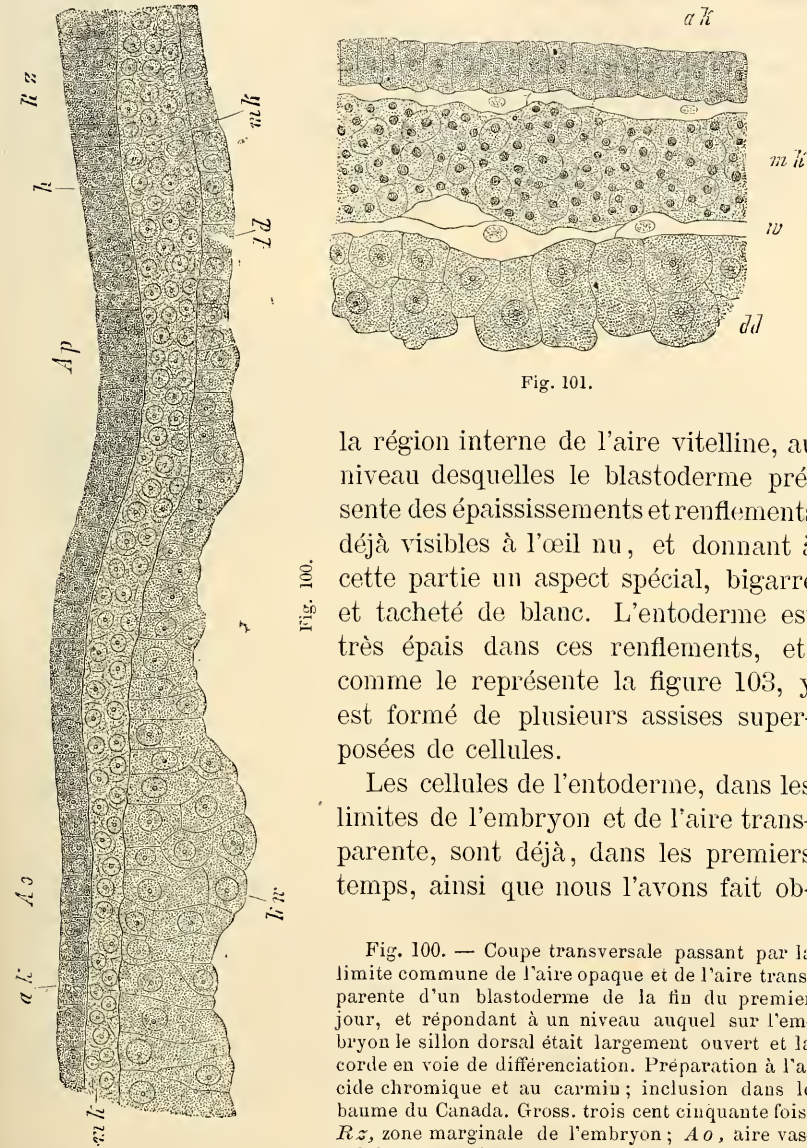 a k
m k
w
dd
Fig. 101.
R z
h
m k
pd
A p
Fig. 100.
A o
a k
k w
m k
la région interne de l'aire vitelline, au
niveau desquelles le blastoderme pré-
sente des épaississements et renflements
déjà visibles à l'œil nu, et donnant à
cette partie un aspect spécial, bigarré
et tacheté de blanc. L'entoderme est
très épais dans ces renflements, et,
comme le représente la figure 103, y
est formé de plusieurs assises super-
posées de cellules.
Les cellules de l'entoderme, dans les
limites de l'embryon et de l'aire trans-
parente, sont déjà, dans les premiers
temps, ainsi que nous l'avons fait ob-
Fig. 100. — Coupe transversale passant par la
limite commune de l'aire opaque et de l'aire trans-
parente d'un blastoderme de la fin du premier
jour, et répondant à un niveau auquel sur l'em-
bryon le sillon dorsal était largement ouvert et la
corde en voie de différenciation. Préparation à l'a-
cide chromique et au carmin; inclusion dans le
baume du Canada. Gross. trois cent cinquante fois.
Rz, zone marginale de l'embryon; Ao, aire vas-